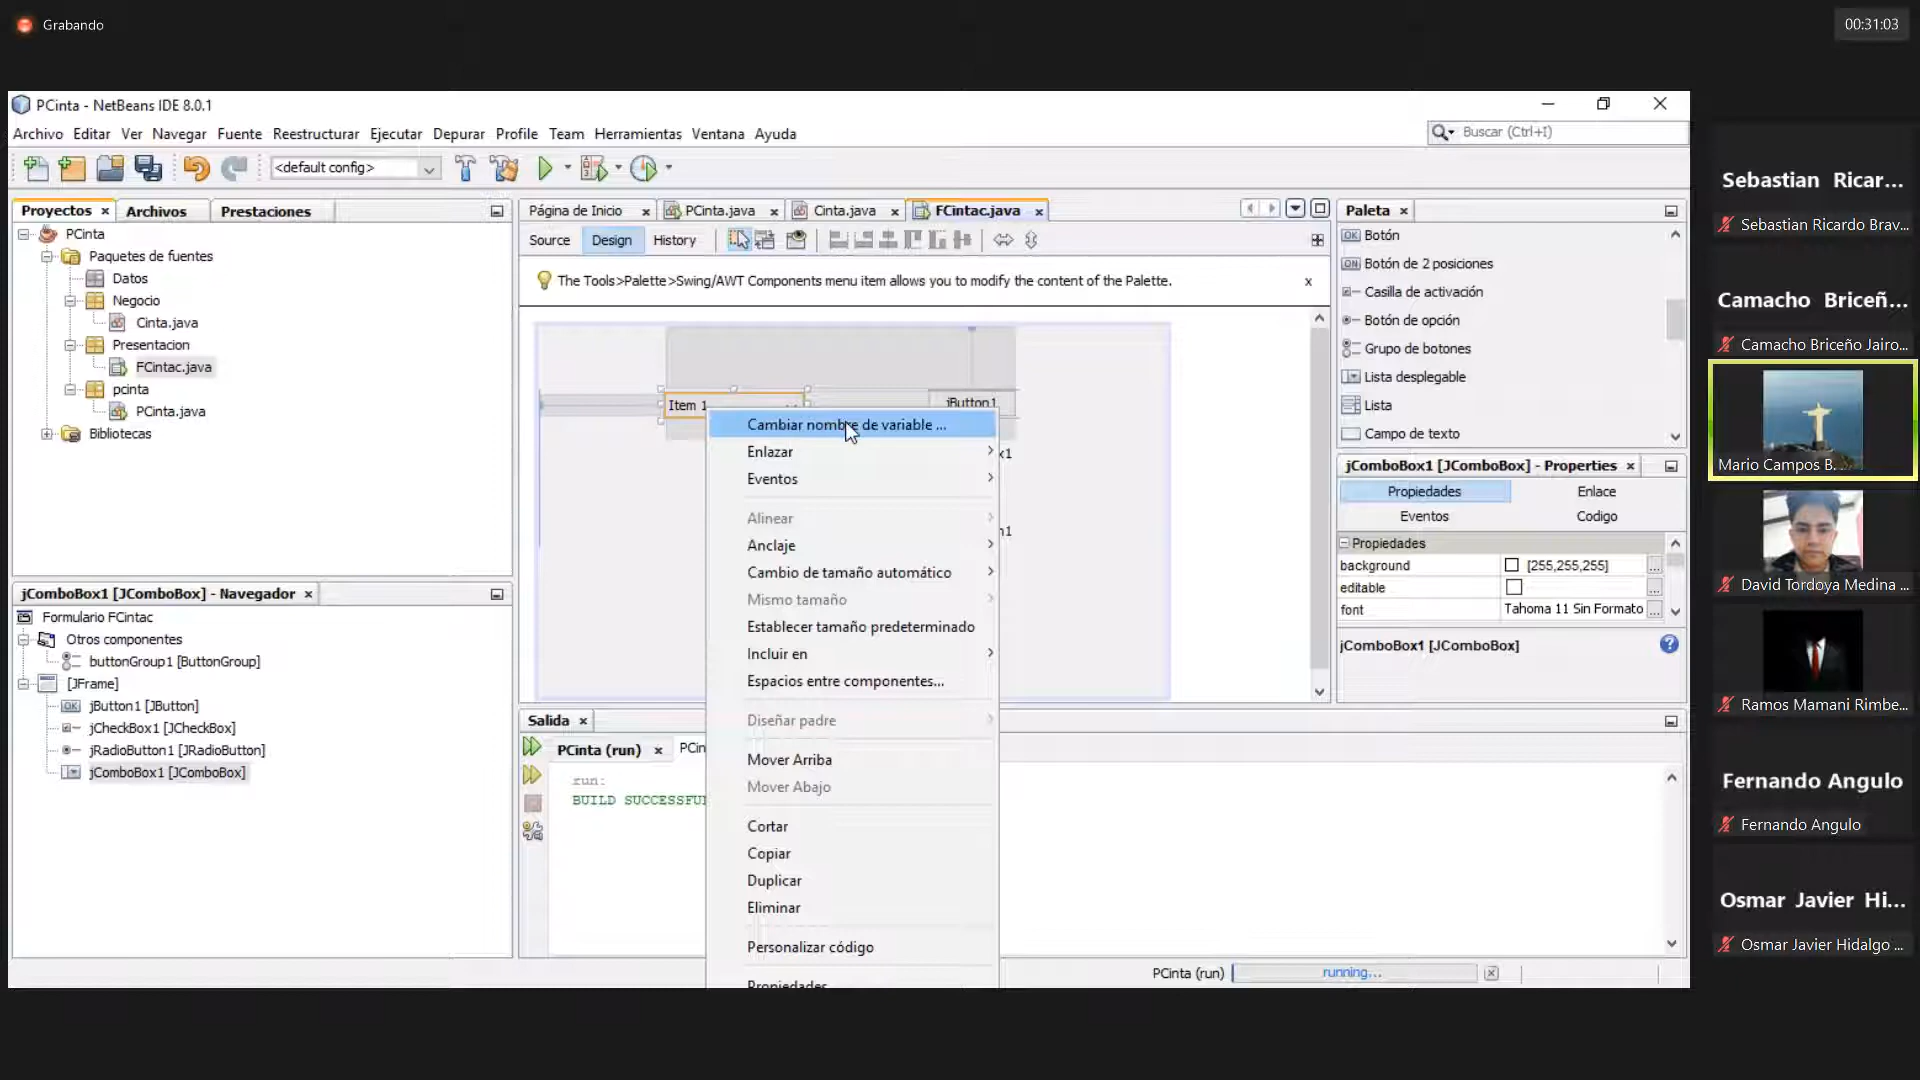 Grabando
00:31:03
PCinta - NetBeans IDE 8.0.1
Archivo Editar Ver Navegar Fuente Reestructurar Ejecutar Depurar Profile Team Herramientas Ventana Ayuda
Buscar (Ctrl+I)
<default config>
Proyectos
Archivos
Prestaciones
PCinta
Paquetes de fuentes
Datos
Negocio
Cinta.java
Presentacion
FCintac.java
pcinta
PCinta.java
Bibliotecas
jComboBox1 [JComboBox] - Navegador
Formulario FCintac
Otros componentes
buttonGroup1 [ButtonGroup]
[JFrame]
jButton1 [JButton]
jCheckBox1 [JCheckBox]
jRadioButton1 [JRadioButton]
jComboBox1 [JComboBox]
Página de Inicio
PCinta.java
Cinta.java
FCintac.java
Source Design History
The Tools>Palette>Swing/AWT Components menu item allows you to modify the content of the Palette.
x
Item 1
jButton1
x1
n1
Cambiar nombre de variable ...
Enlazar
Eventos
Alinear
Anclaje
Cambio de tamaño automático
Mismo tamaño
Establecer tamaño predeterminado
Incluir en
Espacios entre componentes...
Diseñar padre
Mover Arriba
Mover Abajo
Cortar
Copiar
Duplicar
Eliminar
Personalizar código
Propiedades
Salida
PCinta (run)
PCin
run:
BUILD SUCCESSFU
PCinta (run)
running...
Paleta
OK Botón
ON Botón de 2 posiciones
Casilla de activación
Botón de opción
Grupo de botones
Lista desplegable
Lista
Campo de texto
jComboBox1 [JComboBox] - Properties
Propiedades
Enlace
Eventos
Codigo
Propiedades
background [255,255,255] ...
editable ...
font Tahoma 11 Sin Formato ...
jComboBox1 [JComboBox]
Sebastian Ricar...
Sebastian Ricardo Brav...
Camacho Briceñ...
Camacho Briceño Jairo...
Mario Campos B. ...
David Tordoya Medina ...
Ramos Mamani Rimbe...
Fernando Angulo
Fernando Angulo
Osmar Javier Hi...
Osmar Javier Hidalgo ...